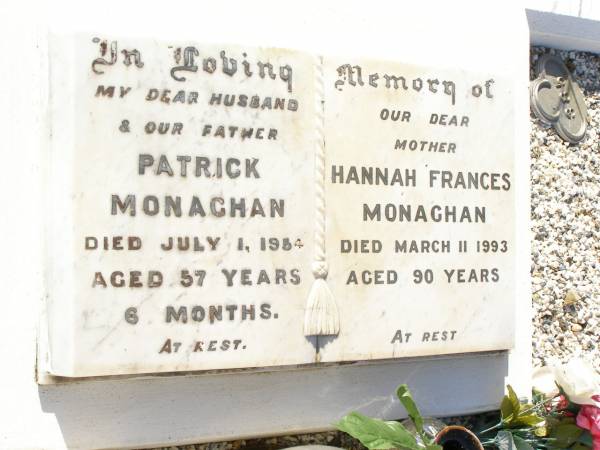 In Loving
MY DEAR HUSBAND
& OUR FATHER
PATRICK
MONAGHAN
DIED JULY 1, 1954
AGED 57 YEARS
6 MONTHS.
AT REST.
Memory of
OUR DEAR
MOTHER
HANNAH FRANCES
MONAGHAN
DIED MARCH 11 1993
AGED 90 YEARS
AT REST